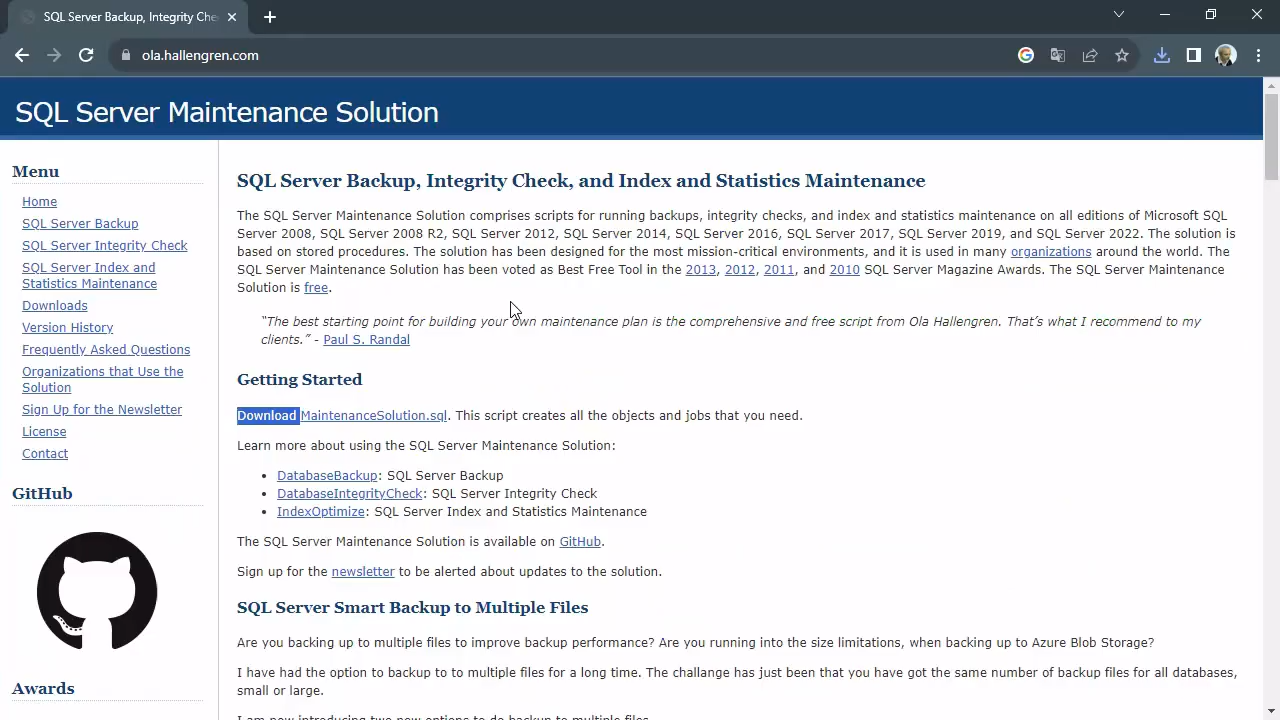 SQL Server Backup, Integrity Che
ola.hallengren.com
SQL Server Maintenance Solution
Menu
Home
SQL Server Backup
SQL Server Integrity Check
SQL Server Index and
Statistics Maintenance
Downloads
Version History
Frequently Asked Questions
Organizations that Use the
Solution
Sign Up for the Newsletter
License
Contact
GitHub
Awards
SQL Server Backup, Integrity Check, and Index and Statistics Maintenance
The SQL Server Maintenance Solution comprises scripts for running backups, integrity checks, and index and statistics maintenance on all editions of Microsoft SQL
Server 2008, SQL Server 2008 R2, SQL Server 2012, SQL Server 2014, SQL Server 2016, SQL Server 2017, SQL Server 2019, and SQL Server 2022. The solution is
based on stored procedures. The solution has been designed for the most mission-critical environments, and it is used in many organizations around the world. The
SQL Server Maintenance Solution has been voted as Best Free Tool in the 2013, 2012, 2011, and 2010 SQL Server Magazine Awards. The SQL Server Maintenance
Solution is free.
“The best starting point for building your own maintenance plan is the comprehensive and free script from Ola Hallengren. That’s what I recommend to my
clients.” - Paul S. Randal
Getting Started
Download MaintenanceSolution.sql. This script creates all the objects and jobs that you need.
Learn more about using the SQL Server Maintenance Solution:
• DatabaseBackup: SQL Server Backup
• DatabaseIntegrityCheck: SQL Server Integrity Check
• IndexOptimize: SQL Server Index and Statistics Maintenance
The SQL Server Maintenance Solution is available on GitHub.
Sign up for the newsletter to be alerted about updates to the solution.
SQL Server Smart Backup to Multiple Files
Are you backing up to multiple files to improve backup performance? Are you running into the size limitations, when backing up to Azure Blob Storage?
I have had the option to backup to to multiple files for a long time. The challange has just been that you have got the same number of backup files for all databases,
small or large.
I am now introducing two new options to do backup to multiple files